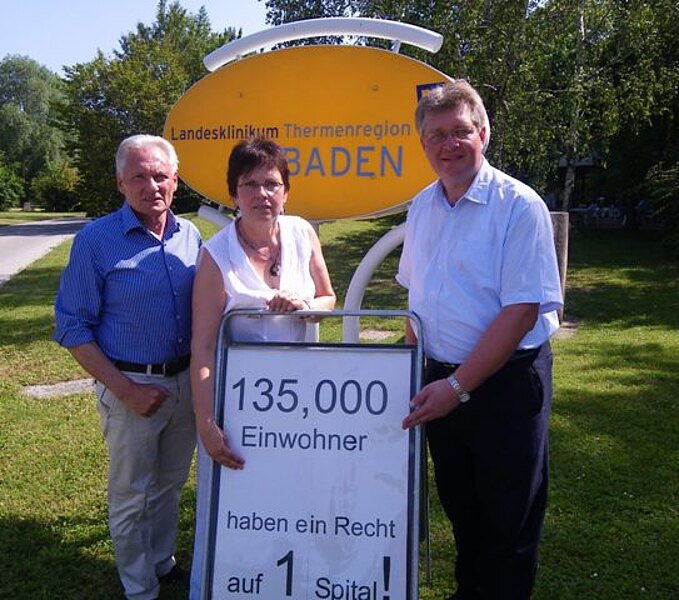 Landesklinikum Thermenregion
BADEN
135,000
Einwohner
haben ein Recht
auf 1 Spital!